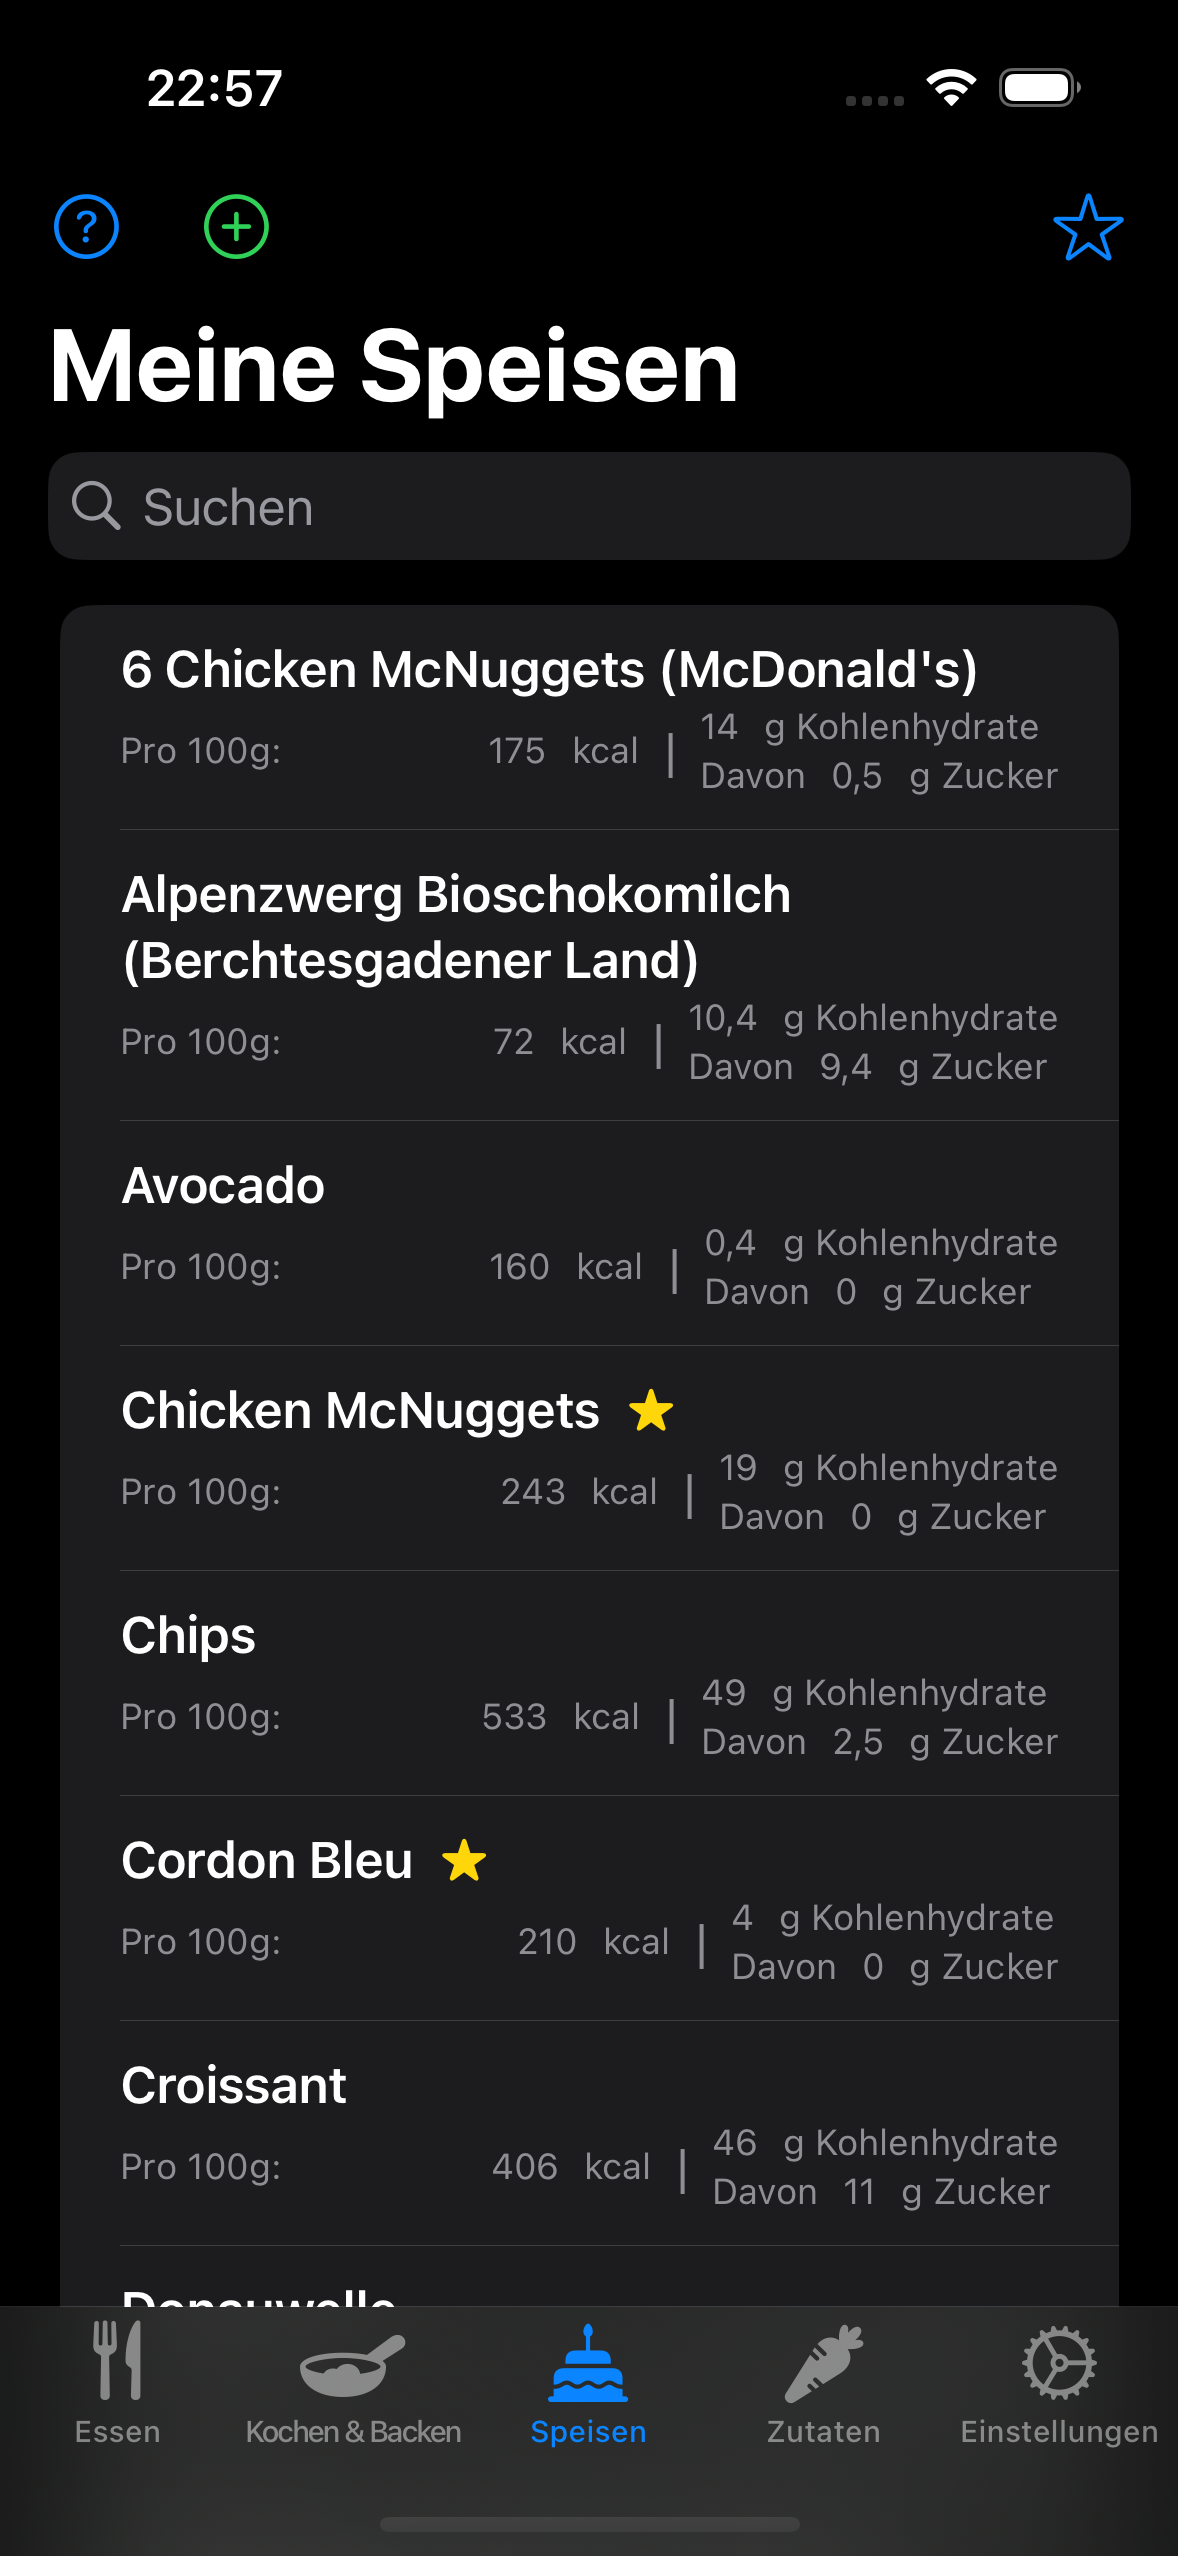 22:57
Meine Speisen
Suchen
6 Chicken McNuggets (McDonald's)
Pro 100g: 175 kcal | 14 g Kohlenhydrate
Davon 0,5 g Zucker
Alpenzwerg Bioschokomilch
(Berchtesgadener Land)
Pro 100g: 72 kcal | 10,4 g Kohlenhydrate
Davon 9,4 g Zucker
Avocado
Pro 100g: 160 kcal | 0,4 g Kohlenhydrate
Davon 0 g Zucker
Chicken McNuggets
Pro 100g: 243 kcal | 19 g Kohlenhydrate
Davon 0 g Zucker
Chips
Pro 100g: 533 kcal | 49 g Kohlenhydrate
Davon 2,5 g Zucker
Cordon Bleu
Pro 100g: 210 kcal | 4 g Kohlenhydrate
Davon 0 g Zucker
Croissant
Pro 100g: 406 kcal | 46 g Kohlenhydrate
Davon 11 g Zucker
Donauwelle
Essen Kochen & Backen Speisen Zutaten Einstellungen